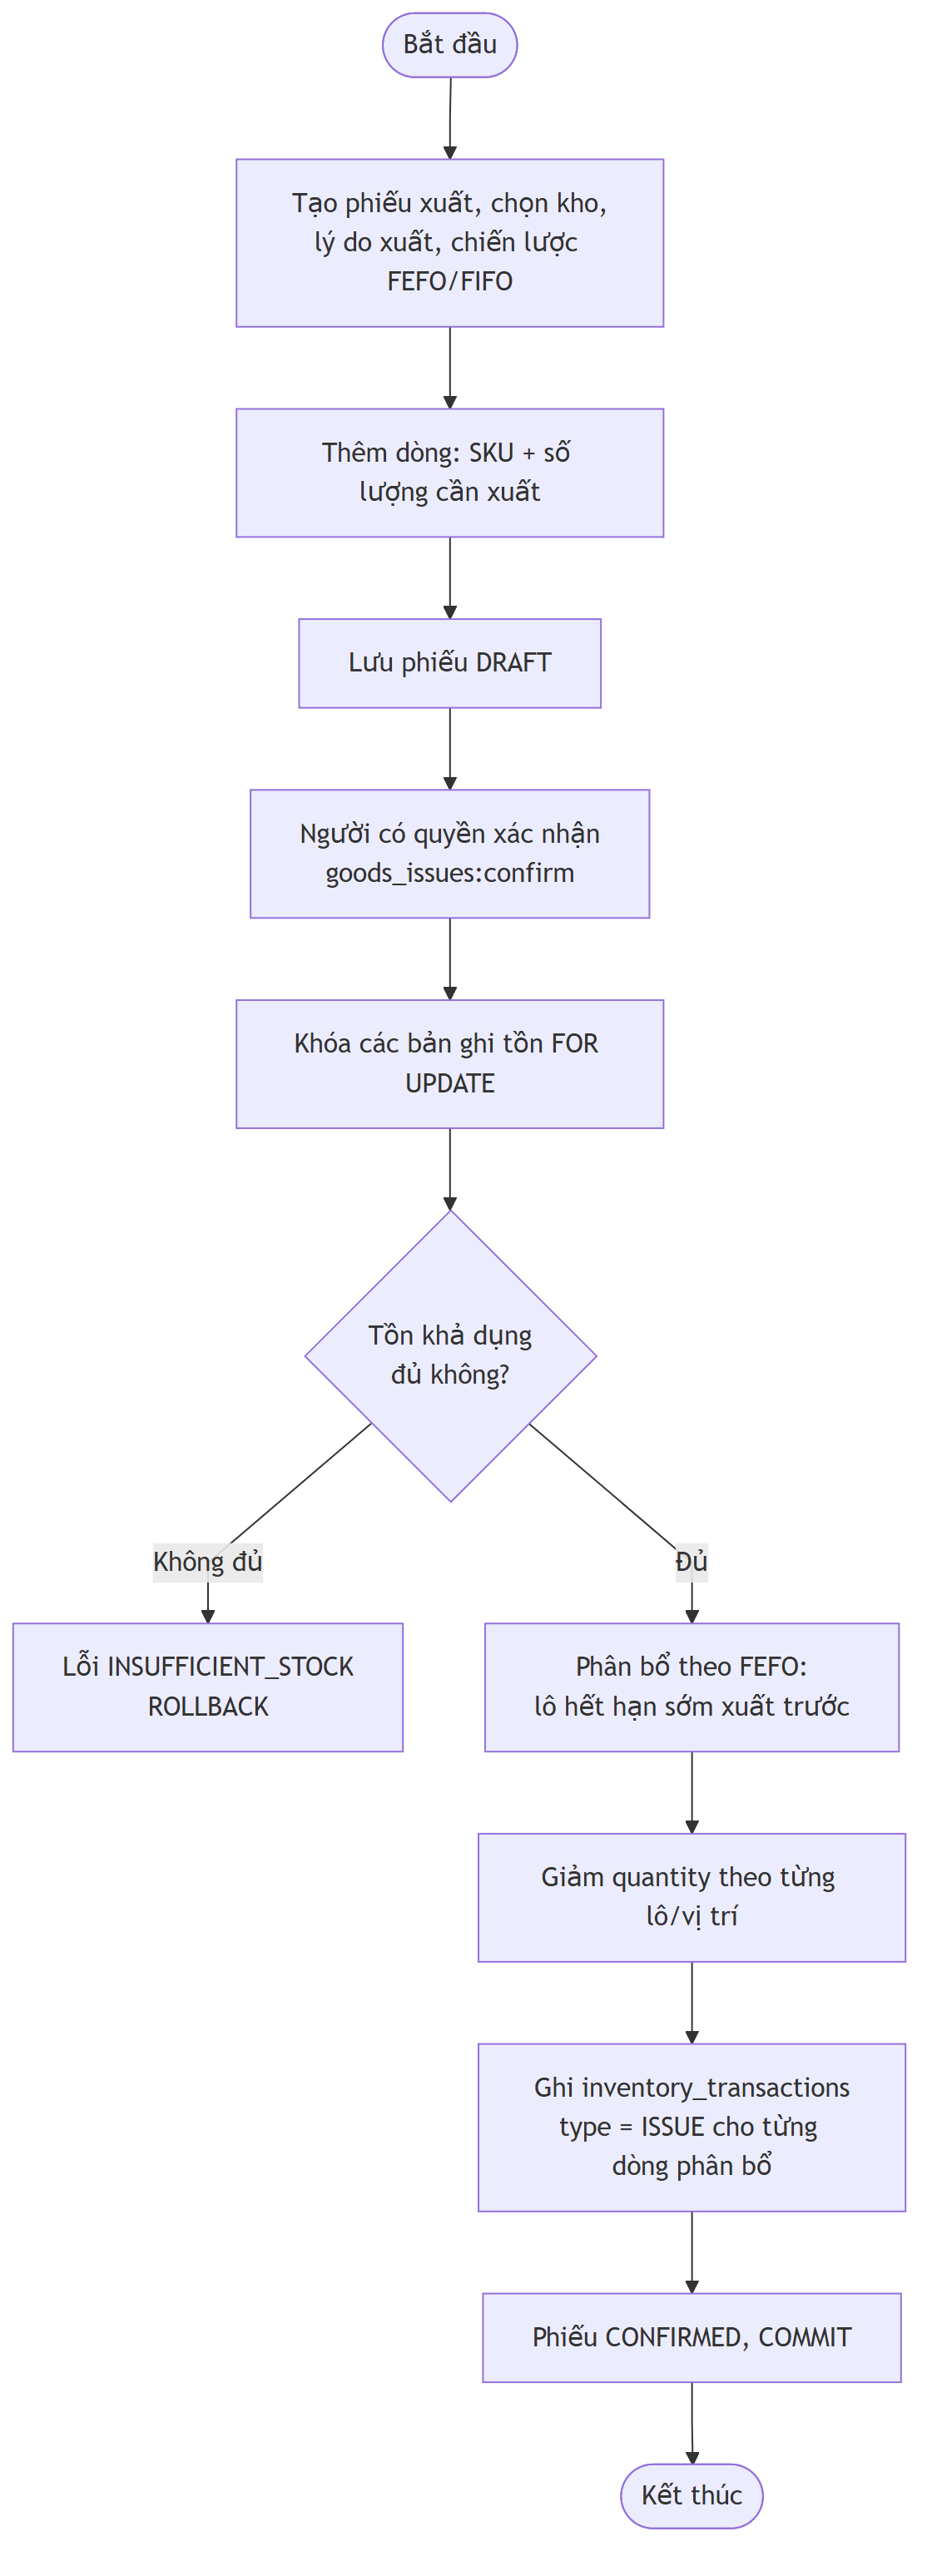 Bắt đầu
Tạo phiếu xuất, chọn kho,
lý do xuất, chiến lược
FEFO/FIFO
Thêm dòng: SKU + số
lượng cần xuất
Lưu phiếu DRAFT
Người có quyền xác nhận
goods_issues:confirm
Khóa các bản ghi tồn FOR
UPDATE
Tồn khả dụng
đủ không?
Không đủ
Đủ
Lỗi INSUFFICIENT_STOCK
ROLLBACK
Phân bổ theo FEFO:
lô hết hạn sớm xuất trước
Giảm quantity theo từng
lô/vị trí
Ghi inventory_transactions
type = ISSUE cho từng
dòng phân bổ
Phiếu CONFIRMED, COMMIT
Kết thúc